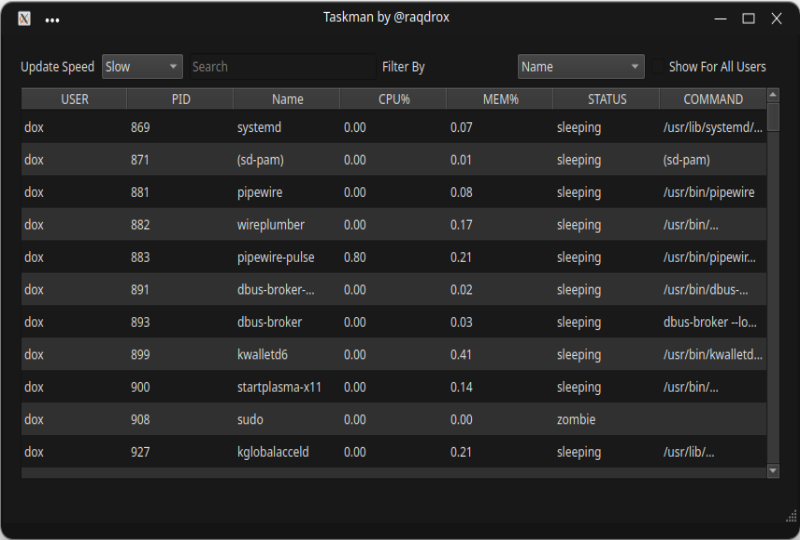 Taskman by @raqdrox
Update Speed Slow Search Filter By Name Show For All Users
USER PID Name CPU% MEM% STATUS COMMAND
dox 869 systemd 0.00 0.07 sleeping /usr/lib/systemd/...
dox 871 (sd-pam) 0.00 0.01 sleeping (sd-pam)
dox 881 pipewire 0.00 0.08 sleeping /usr/bin/pipewire
dox 882 wireplumber 0.00 0.17 sleeping /usr/bin/...
dox 883 pipewire-pulse 0.80 0.21 sleeping /usr/bin/pipewir...
dox 891 dbus-broker-... 0.00 0.02 sleeping /usr/bin/dbus-...
dox 893 dbus-broker 0.00 0.03 sleeping dbus-broker --lo...
dox 899 kwalletd6 0.00 0.41 sleeping /usr/bin/kwalletd...
dox 900 startplasma-x11 0.00 0.14 sleeping /usr/bin/...
dox 908 sudo 0.00 0.00 zombie
dox 927 kglobalacceld 0.00 0.21 sleeping /usr/lib/...